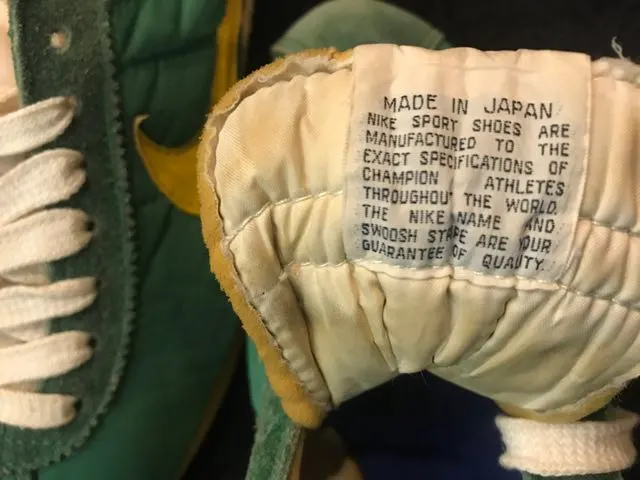 MADE IN JAPAN
NIKE SPORT SHOES ARE
MANUFACTURED TO THE
EXACT SPECIFICATIONS OF
CHAMPION ATHLETES
THROUGHOUT THE WORLD.
THE NIKE NAME AND
SWOOSH STRIPE ARE YOUR
GUARANTEE OF QUALITY.